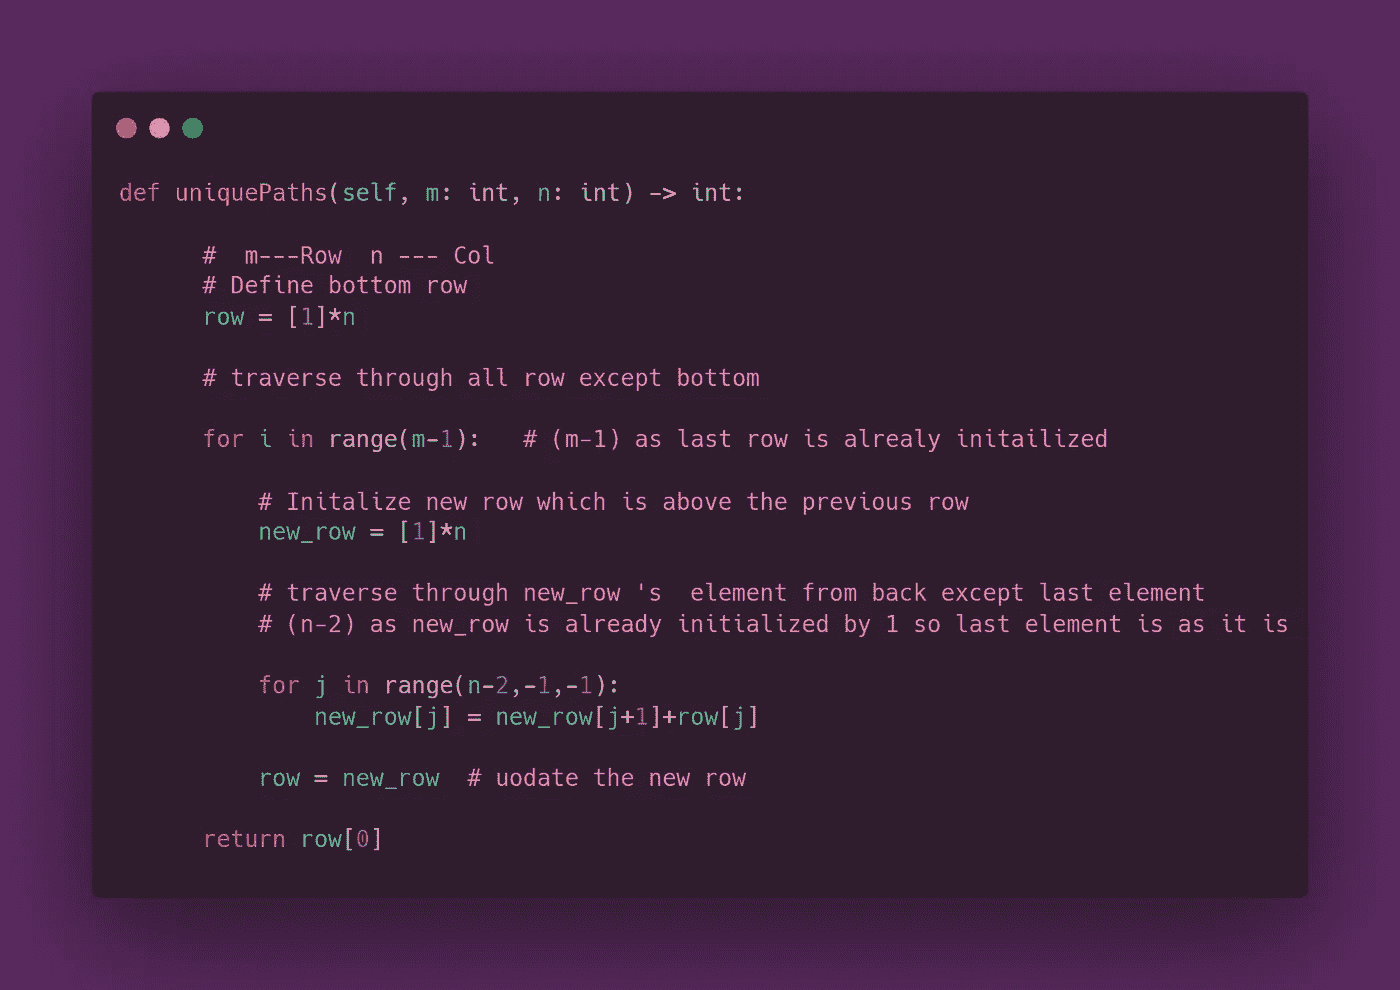 def uniquePaths(self, m: int, n: int) -> int:
#  m---Row  n --- Col
# Define bottom row
row = [1]*n
# traverse through all row except bottom
for i in range(m-1):   # (m-1) as last row is alrealy initailized
# Initalize new row which is above the previous row
new_row = [1]*n
# traverse through new_row 's  element from back except last element
# (n-2) as new_row is already initialized by 1 so last element is as it is
for j in range(n-2,-1,-1):
new_row[j] = new_row[j+1]+row[j]
row = new_row  # uodate the new row
return row[0]